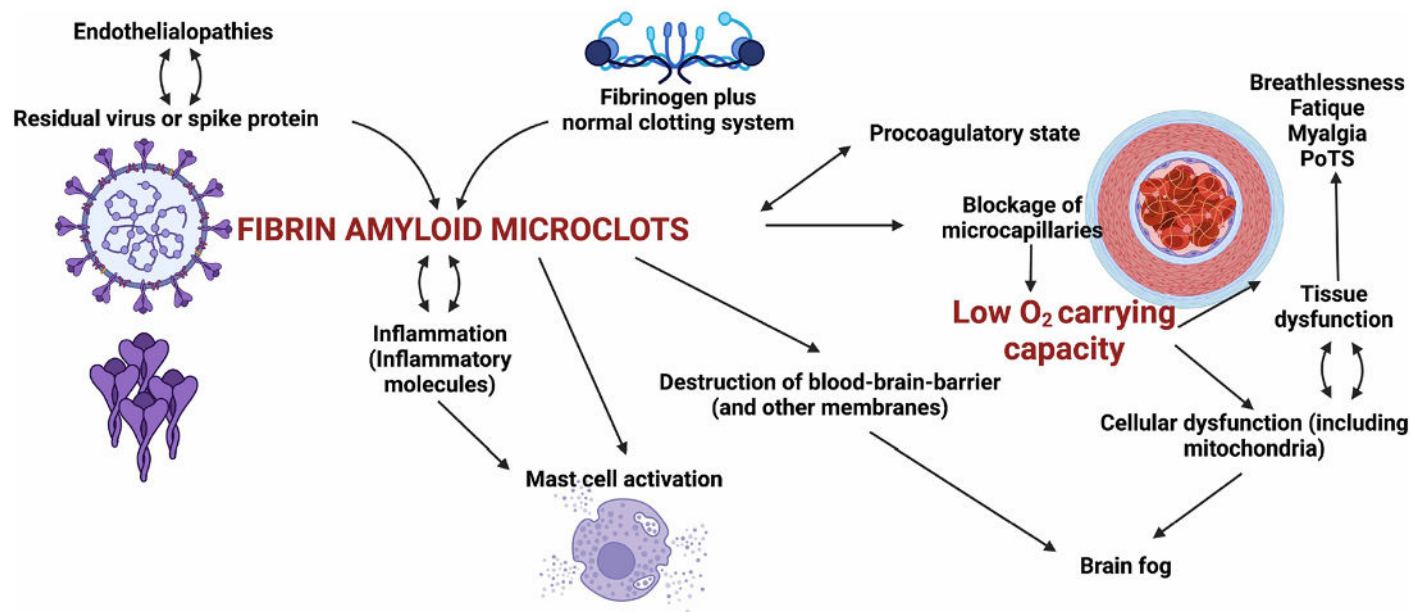 Endothelialopathies
Residual virus or spike protein
Fibrinogen plus
normal clotting system
FIBRIN AMYLOID MICROCLOTS
Procoagulatory state
Blockage of
microcapillaries
Low O₂ carrying
capacity
Breathlessness
Fatique
Myalgia
PoTS
Tissue
dysfunction
Cellular dysfunction (including
mitochondria)
Inflammation
(Inflammatory
molecules)
Destruction of blood-brain-barrier
(and other membranes)
Mast cell activation
Brain fog